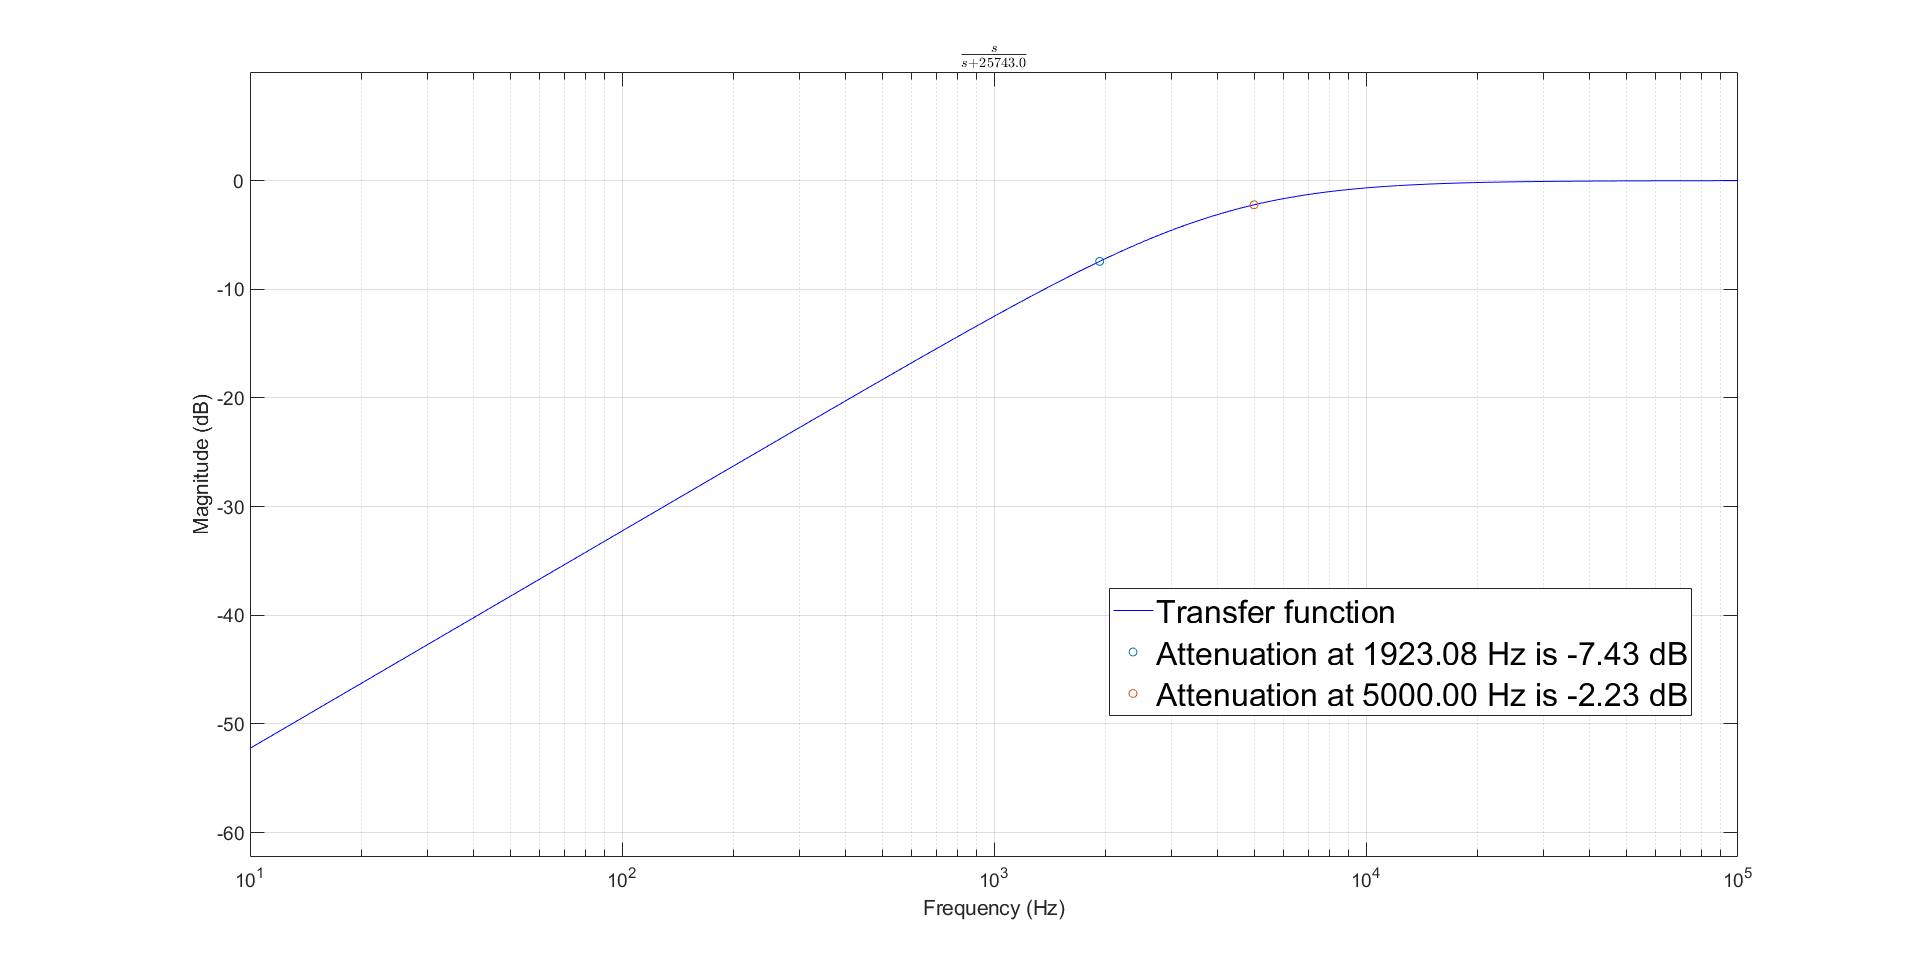 s
s+25743.0
0
-10
-20
-30
-40
-50
-60
Magnitude (dB)
10^1 10^2 10^3 10^4 10^5
Frequency (Hz)
Transfer function
Attenuation at 1923.08 Hz is -7.43 dB
Attenuation at 5000.00 Hz is -2.23 dB